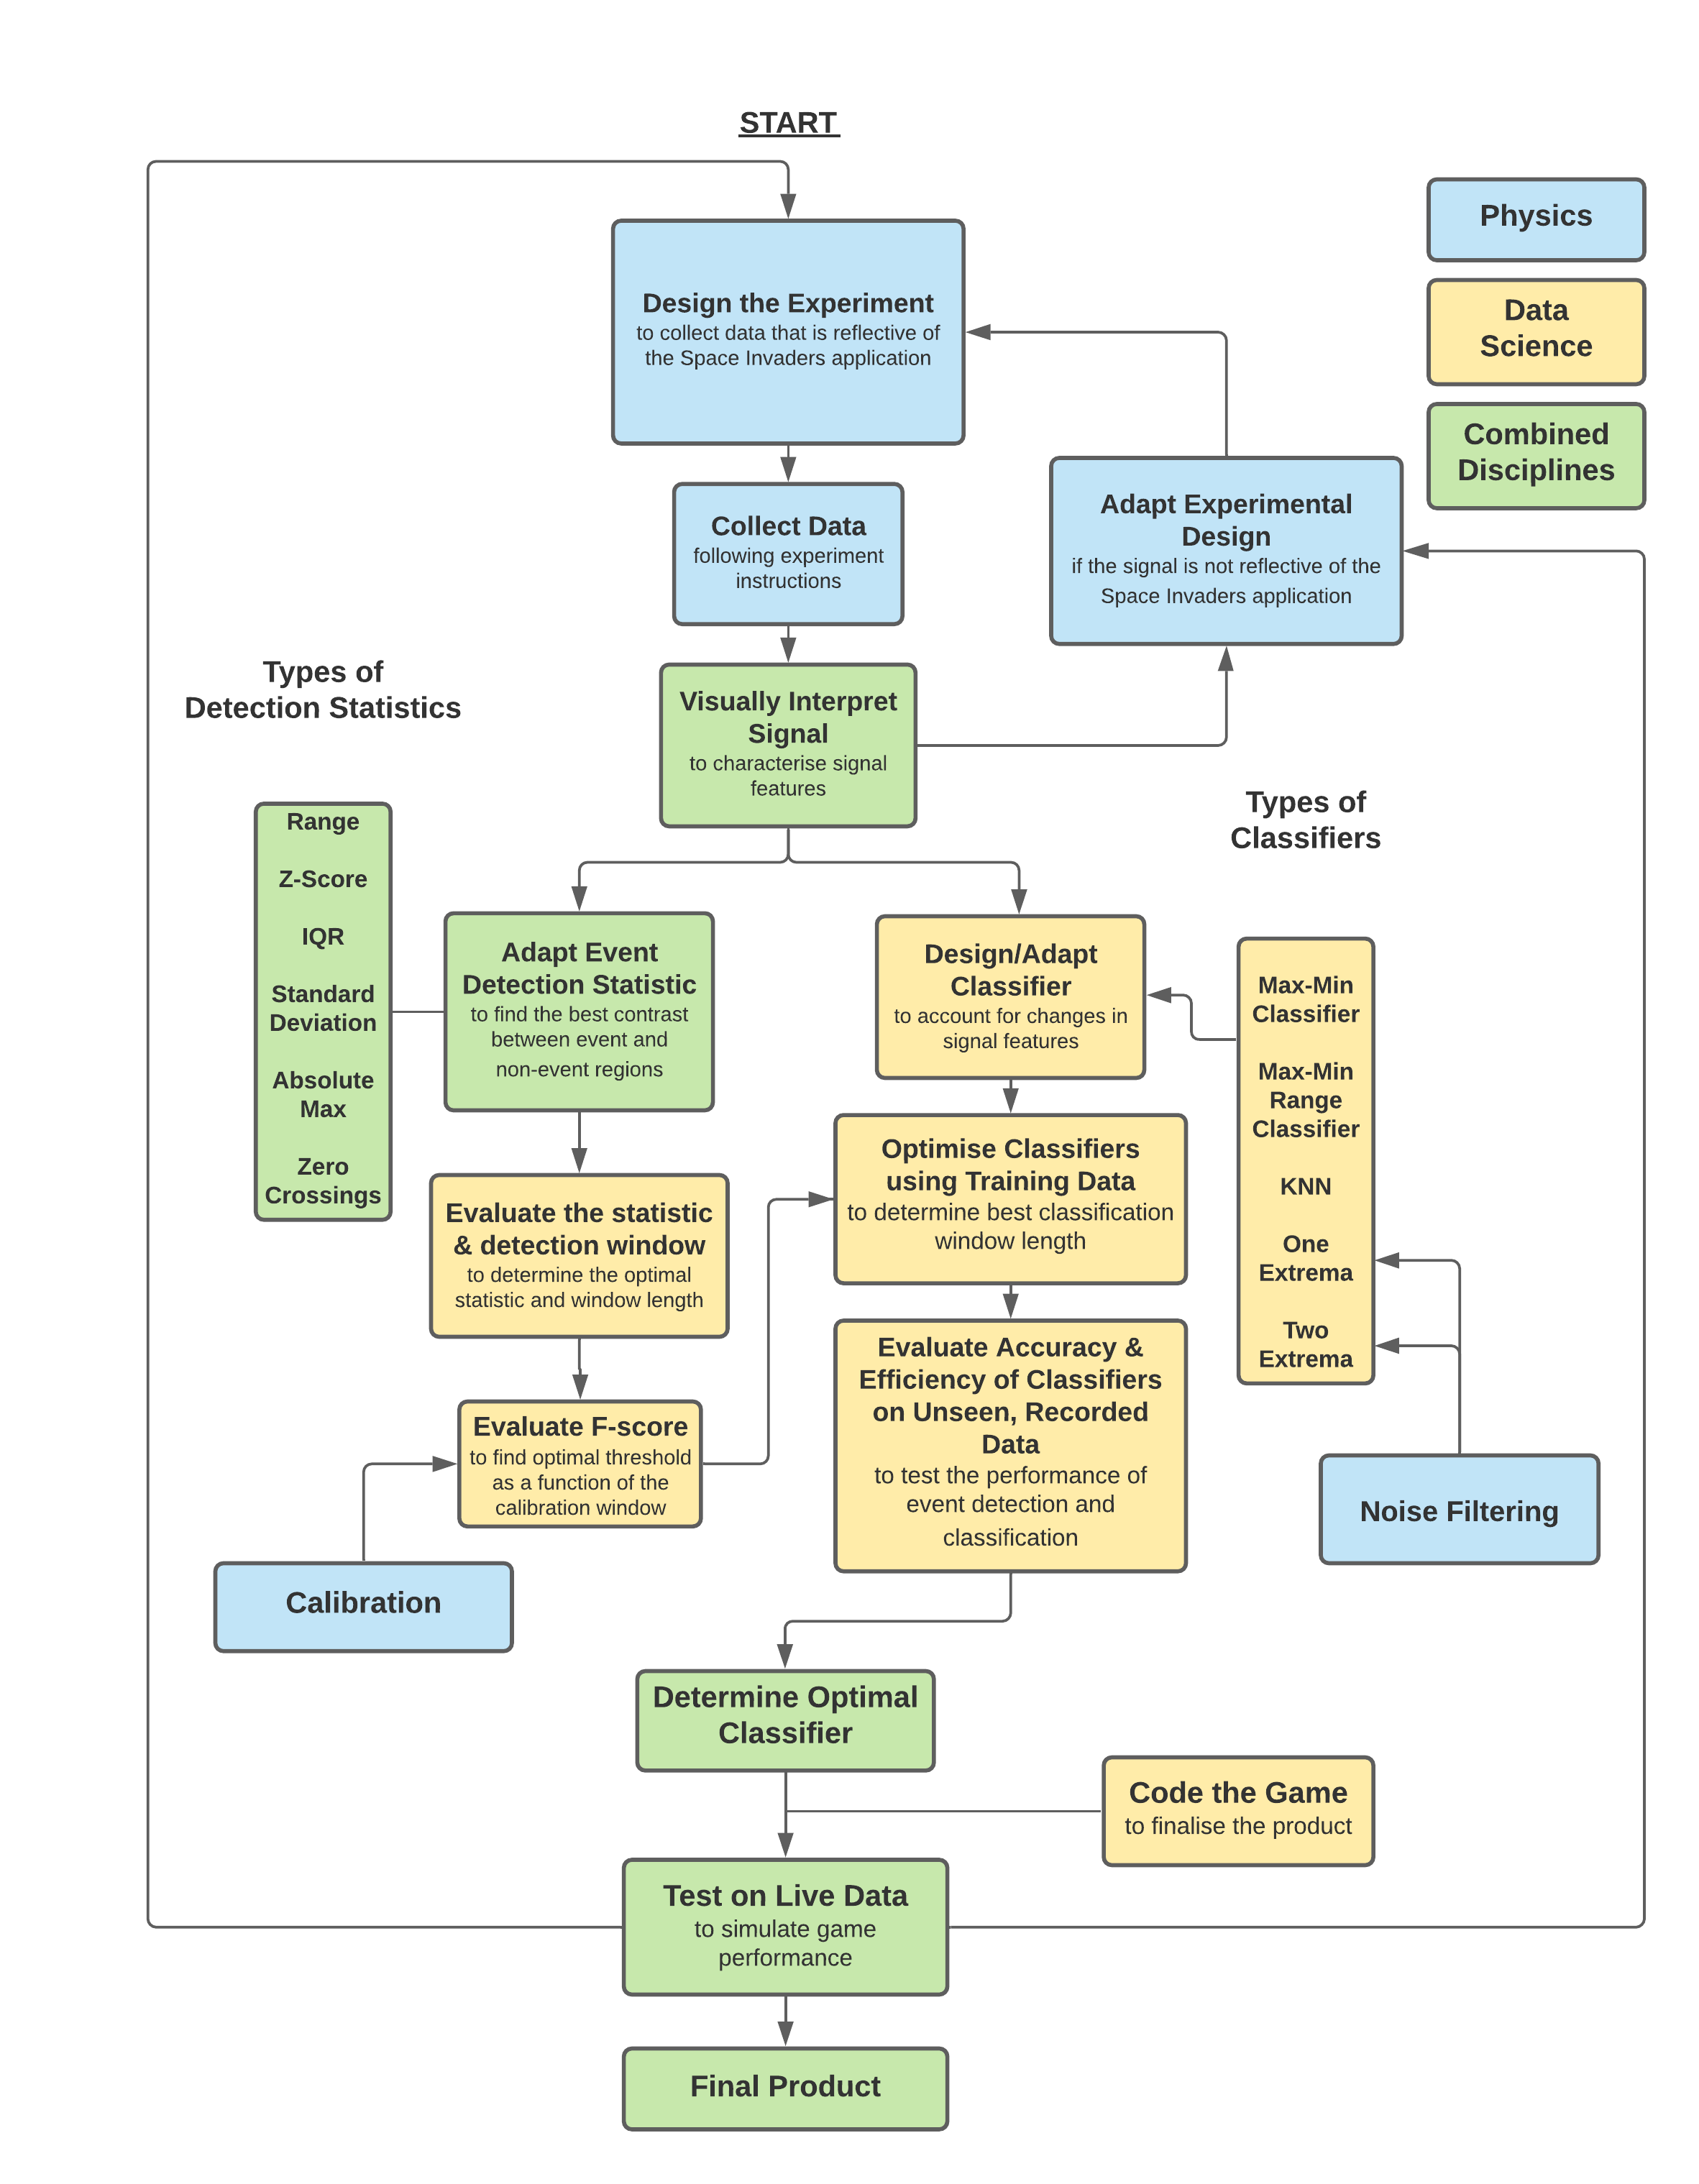 START
Physics
Data
Science
Combined
Disciplines
Design the Experiment
to collect data that is reflective of
the Space Invaders application
Collect Data
following experiment
instructions
Adapt Experimental
Design
if the signal is not reflective of the
Space Invaders application
Visually Interpret
Signal
to characterise signal
features
Types of
Detection Statistics
Range
Z-Score
IQR
Standard
Deviation
Absolute
Max
Zero
Crossings
Adapt Event
Detection Statistic
to find the best contrast
between event and
non-event regions
Evaluate the statistic
& detection window
to determine the optimal
statistic and window length
Evaluate F-score
to find optimal threshold
as a function of the
calibration window
Calibration
Types of
Classifiers
Design/Adapt
Classifier
to account for changes in
signal features
Max-Min
Classifier
Max-Min
Range
Classifier
KNN
One
Extrema
Two
Extrema
Noise Filtering
Optimise Classifiers
using Training Data
to determine best classification
window length
Evaluate Accuracy &
Efficiency of Classifiers
on Unseen, Recorded
Data
to test the performance of
event detection and
classification
Determine Optimal
Classifier
Code the Game
to finalise the product
Test on Live Data
to simulate game
performance
Final Product